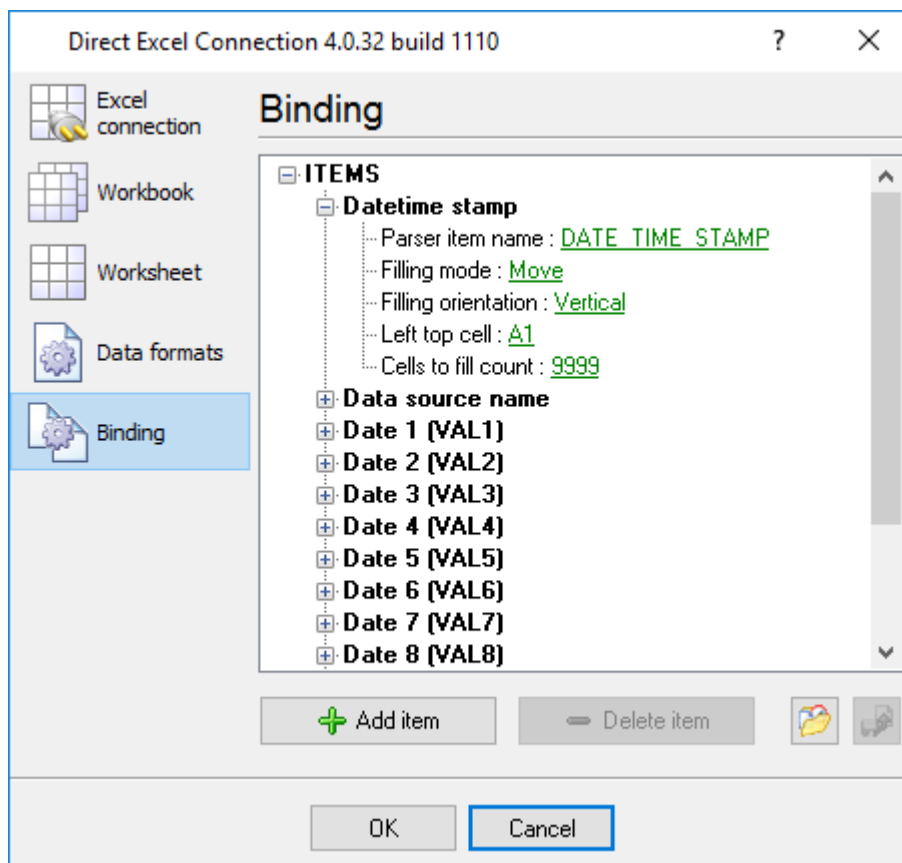 Direct Excel Connection 4.0.32 build 1110
?
Excel
connection
Workbook
Worksheet
Data formats
Binding
Binding
ITEMS
Datetime stamp
Parser item name : DATE_TIME_STAMP
Filling mode : Move
Filling orientation : Vertical
Left top cell : A1
Cells to fill count : 9999
Data source name
Date 1 (VAL1)
Date 2 (VAL2)
Date 3 (VAL3)
Date 4 (VAL4)
Date 5 (VAL5)
Date 6 (VAL6)
Date 7 (VAL7)
Date 8 (VAL8)
Add item
Delete item
OK
Cancel